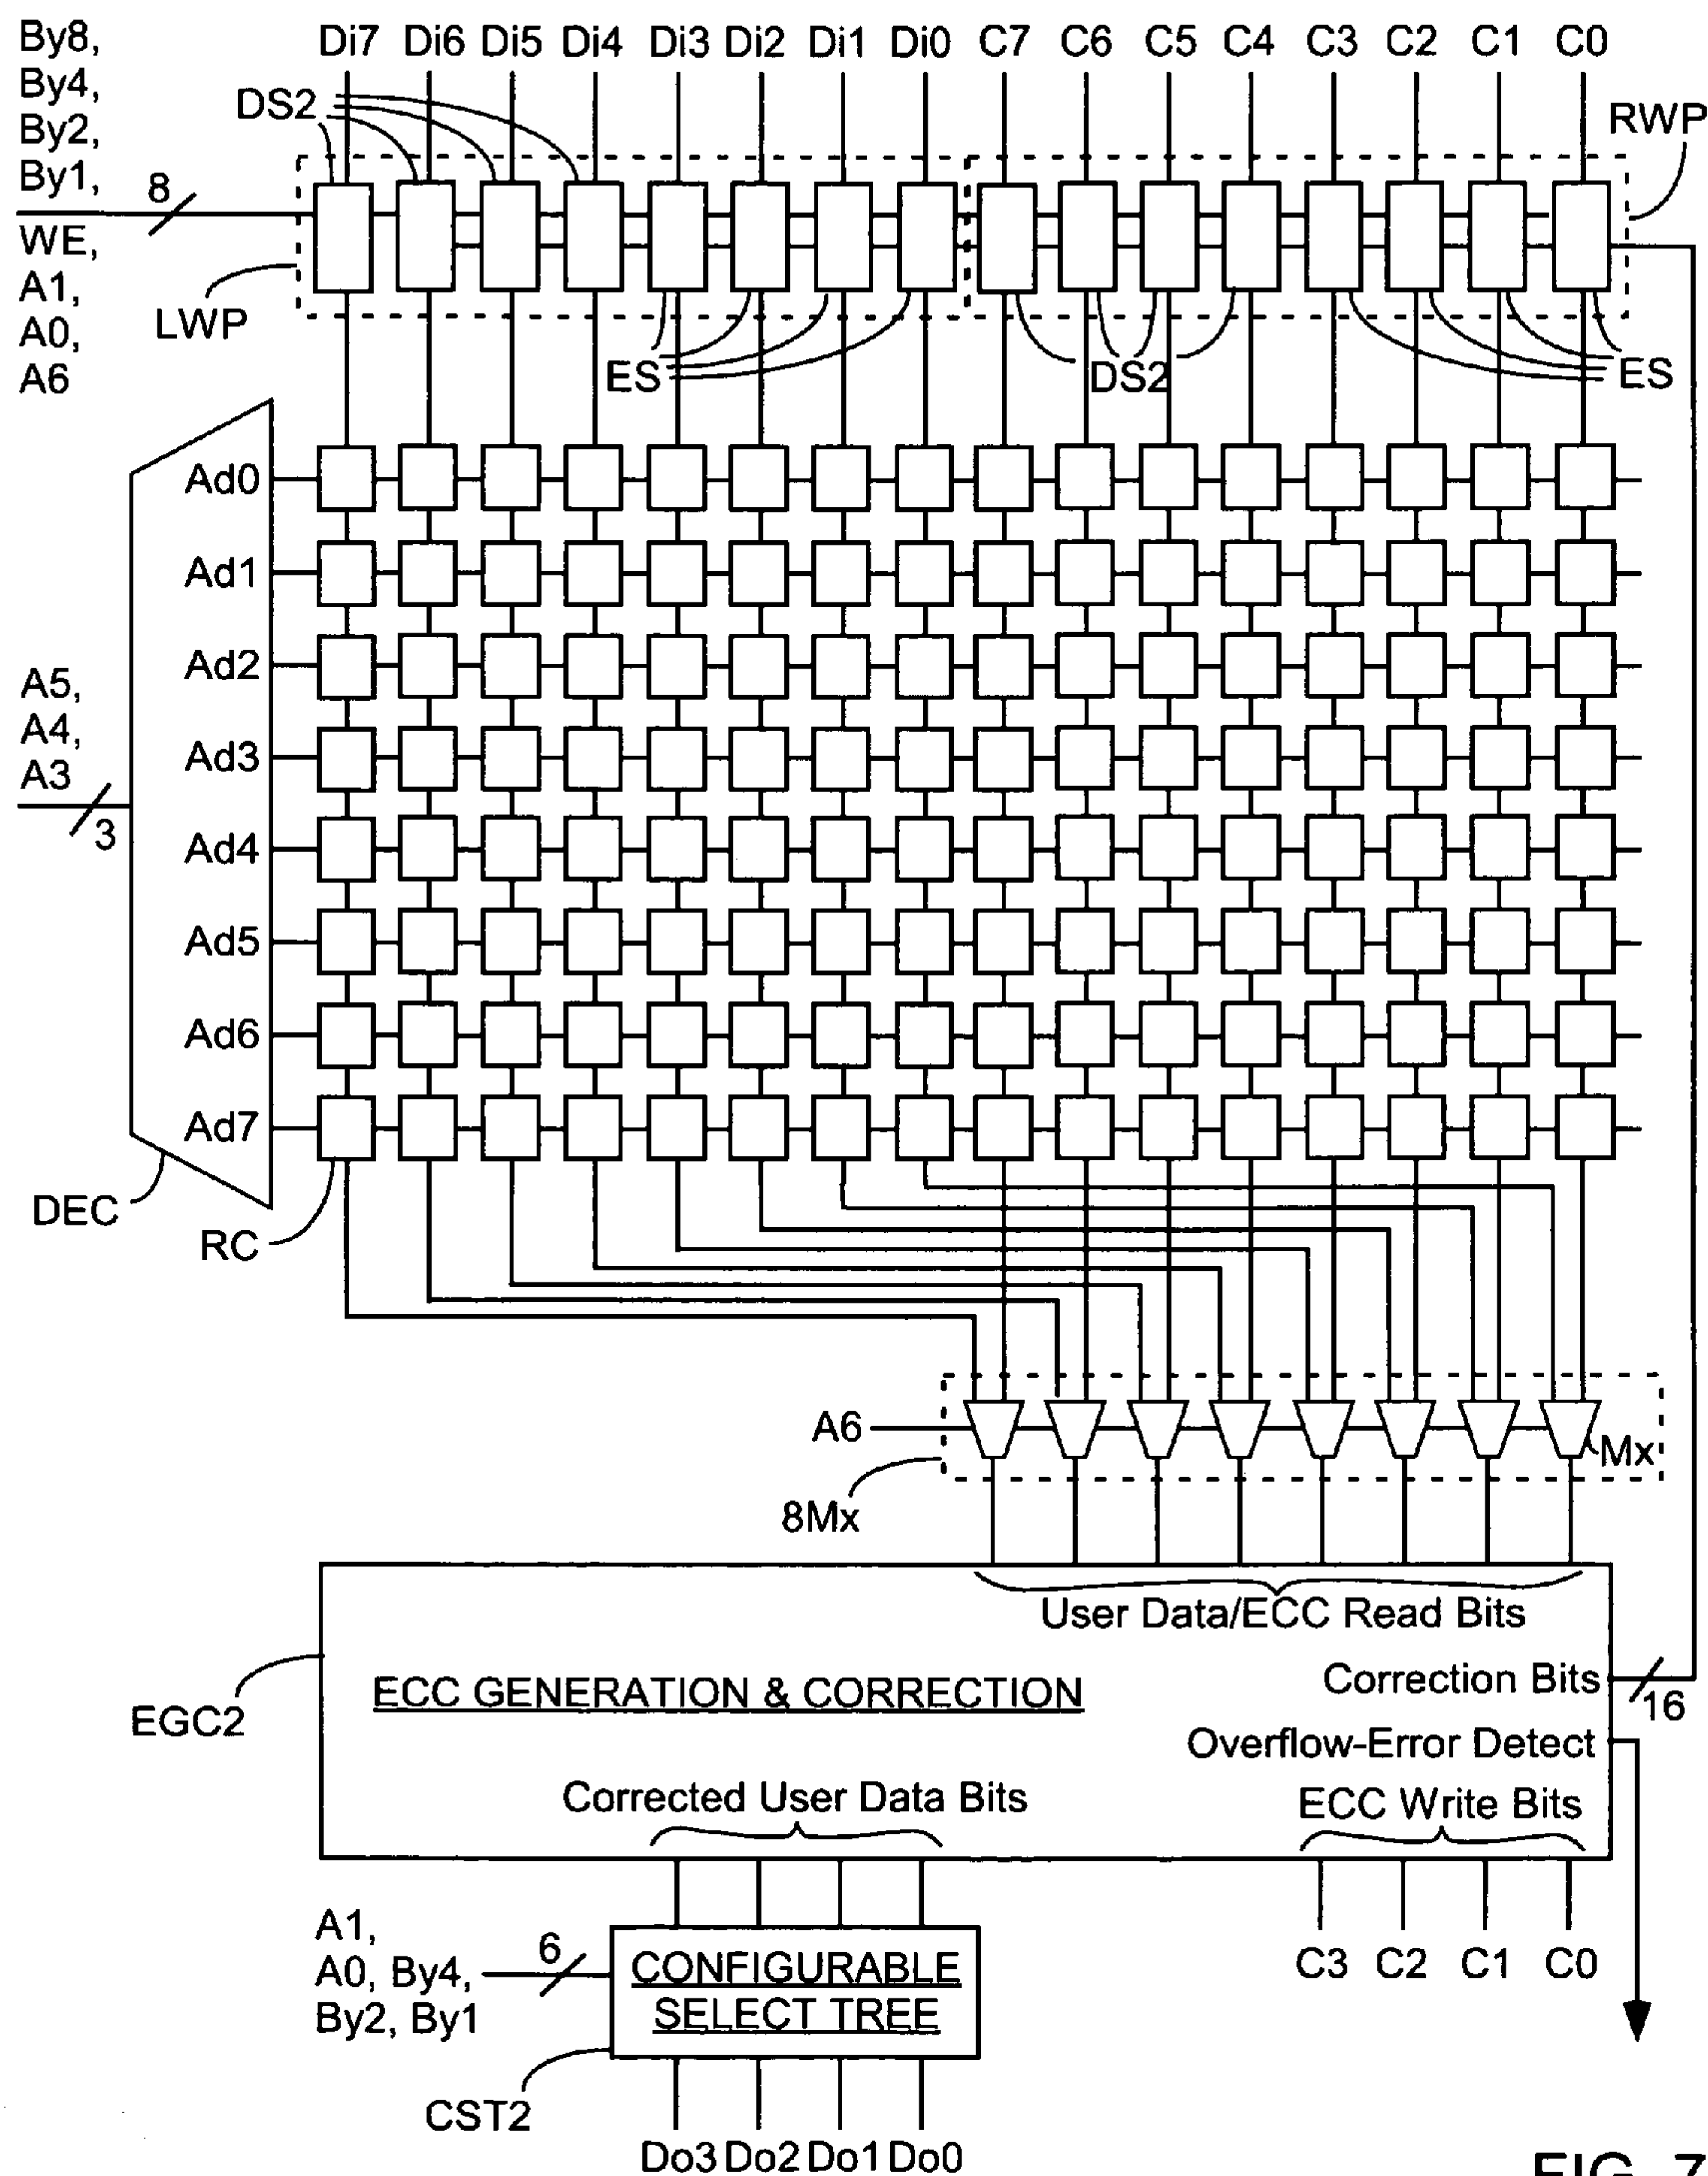 By8,
By4,
By2,
By1,
8
WE,
A1,
A0,
A6
Di7 Di6 Di5 Di4 Di3 Di2 Di1 Di0 C7 C6 C5 C4 C3 C2 C1 C0
DS2
RWP
LWP
ES
DS2
ES
Ad0
Ad1
Ad2
A5,
A4,
A3
3
Ad3
Ad4
Ad5
Ad6
Ad7
DEC
RC
A6
Mx
8Mx
User Data/ECC Read Bits
Correction Bits
16
ECC GENERATION & CORRECTION
EGC2
Overflow-Error Detect
Corrected User Data Bits
ECC Write Bits
A1,
A0, By4,
By2, By1
6
CONFIGURABLE
SELECT TREE
C3 C2 C1 C0
CST2
Do3 Do2 Do1 Do0
FIG. 7